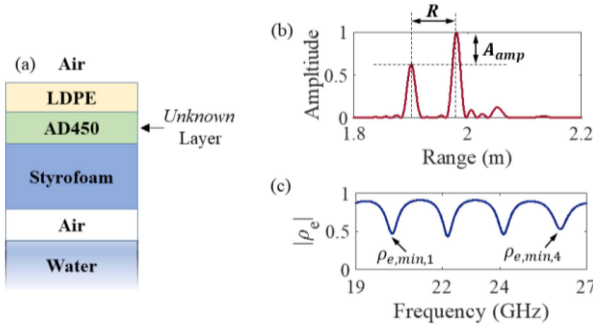 (a)
Air
LDPE
AD450
Styrofoam
Air
Water
Unknown
Layer
(b)
R
A_amp
Ampltiude
1
0.5
0
1.8
2
2.2
Range (m)
(c)
|ρ_e|
1
0.5
0
ρ_e,min,1
ρ_e,min,4
19
22
24
27
Frequency (GHz)